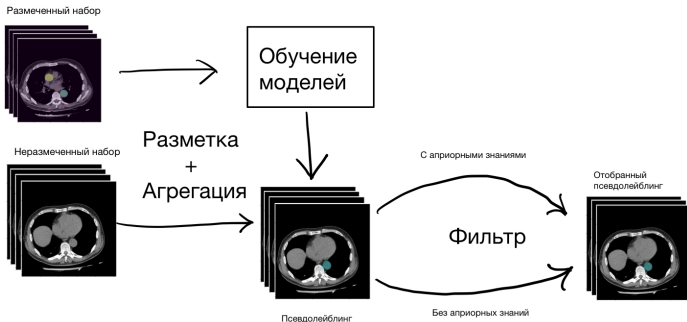 Размеченный набор
Обучение
моделей
Неразмеченный набор
Разметка
+
Агрегация
С априорными знаниями
Отобранный
псевдолейблинг
Фильтр
Без априорных знаний
Псевдолейблинг